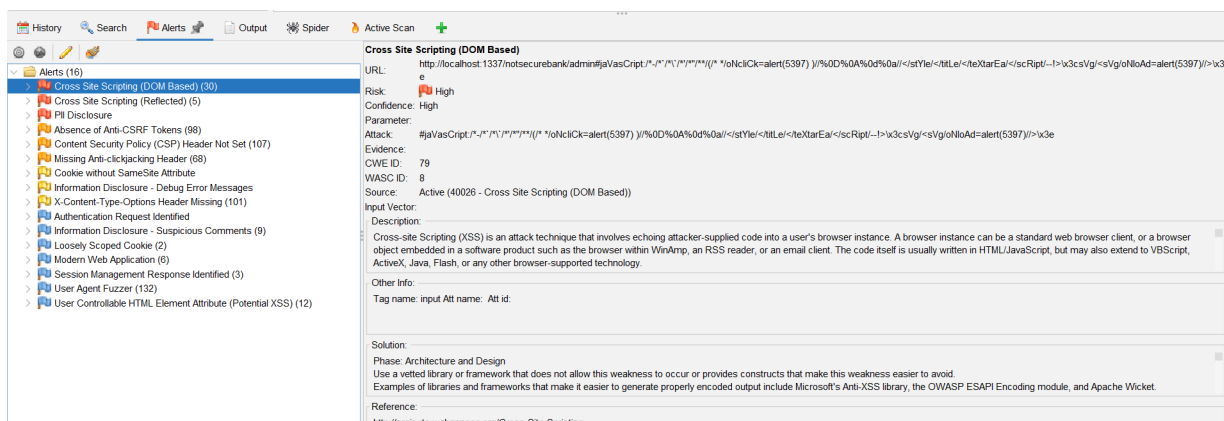 History Search Alerts Output Spider Active Scan
Alerts (16)
Cross Site Scripting (DOM Based) (30)
Cross Site Scripting (Reflected) (5)
PII Disclosure
Absence of Anti-CSRF Tokens (98)
Content Security Policy (CSP) Header Not Set (107)
Missing Anti-clickjacking Header (68)
Cookie without SameSite Attribute
Information Disclosure - Debug Error Messages
X-Content-Type-Options Header Missing (101)
Authentication Request Identified
Information Disclosure - Suspicious Comments (9)
Loosely Scoped Cookie (2)
Modern Web Application (6)
Session Management Response Identified (3)
User Agent Fuzzer (132)
User Controllable HTML Element Attribute (Potential XSS) (12)
Cross Site Scripting (DOM Based)
URL: http://localhost:1337/notsecurebank/admin#jaVasCript:/*-/*`/*\`/*'/*"/**/(/* */oNcliCk=alert(5397) )//%0D%0A%0d%0a//</stYle/</titLe/</teXtarEa/</scRipt/--!>\x3csVg/<sVg/oNloAd=alert(5397)//>\x3
e
Risk: High
Confidence: High
Parameter:
Attack: #jaVasCript:/*-/*`/*\`/*'/*"/**/(/* */oNcliCk=alert(5397) )//%0D%0A%0d%0a//</stYle/</titLe/</teXtarEa/</scRipt/--!>\x3csVg/<sVg/oNloAd=alert(5397)//>\x3e
Evidence:
CWE ID: 79
WASC ID: 8
Source: Active (40026 - Cross Site Scripting (DOM Based))
Input Vector:
Description:
Cross-site Scripting (XSS) is an attack technique that involves echoing attacker-supplied code into a user's browser instance. A browser instance can be a standard web browser client, or a browser
object embedded in a software product such as the browser within WinAmp, an RSS reader, or an email client. The code itself is usually written in HTML/JavaScript, but may also extend to VBScript,
ActiveX, Java, Flash, or any other browser-supported technology.
Other Info:
Tag name: input Att name: Att id:
Solution:
Phase: Architecture and Design
Use a vetted library or framework that does not allow this weakness to occur or provides constructs that make this weakness easier to avoid.
Examples of libraries and frameworks that make it easier to generate properly encoded output include Microsoft's Anti-XSS library, the OWASP ESAPI Encoding module, and Apache Wicket.
Reference: